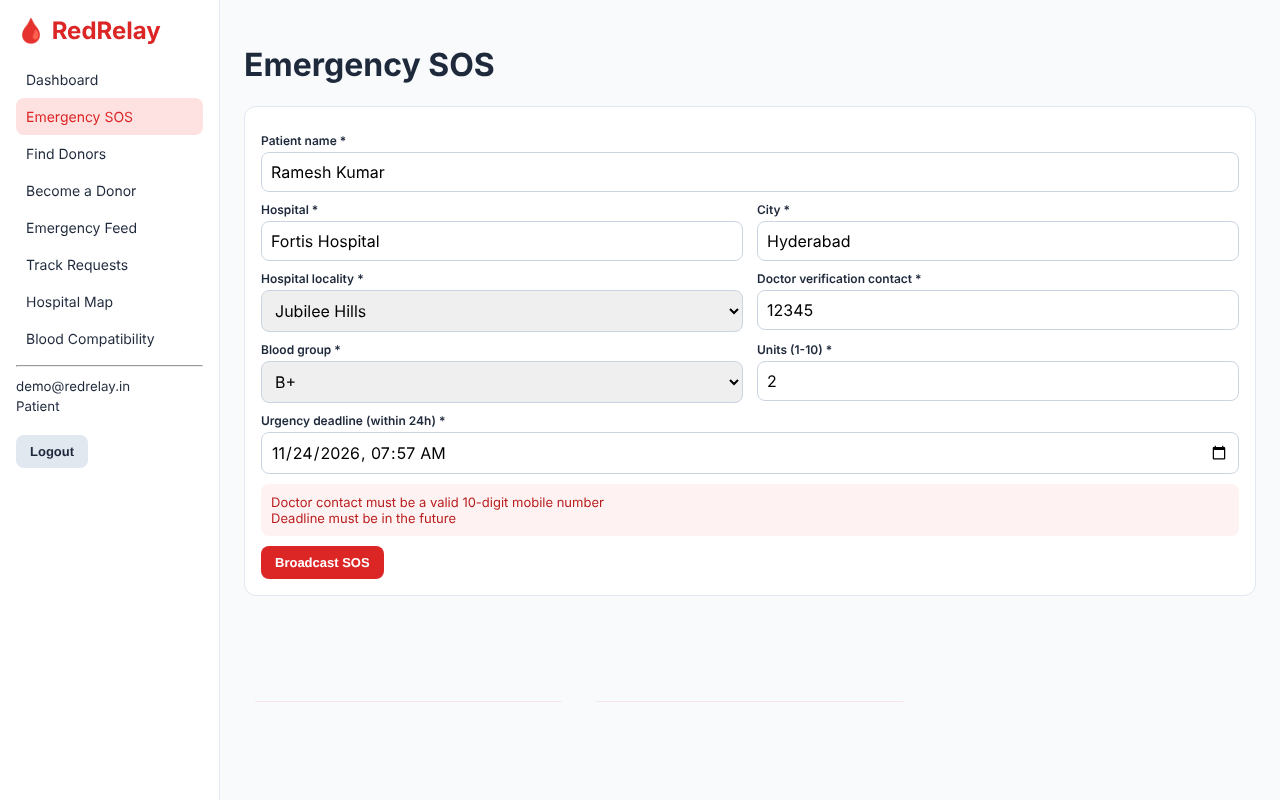 RedRelay
Dashboard
Emergency SOS
Find Donors
Become a Donor
Emergency Feed
Track Requests
Hospital Map
Blood Compatibility
demo@redrelay.in
Patient
Logout
Emergency SOS
Patient name *
Ramesh Kumar
Hospital *
Fortis Hospital
City *
Hyderabad
Hospital locality *
Jubilee Hills
Doctor verification contact *
12345
Blood group *
B+
Units (1-10) *
2
Urgency deadline (within 24h) *
11/24/2026, 07:57 AM
Doctor contact must be a valid 10-digit mobile number
Deadline must be in the future
Broadcast SOS